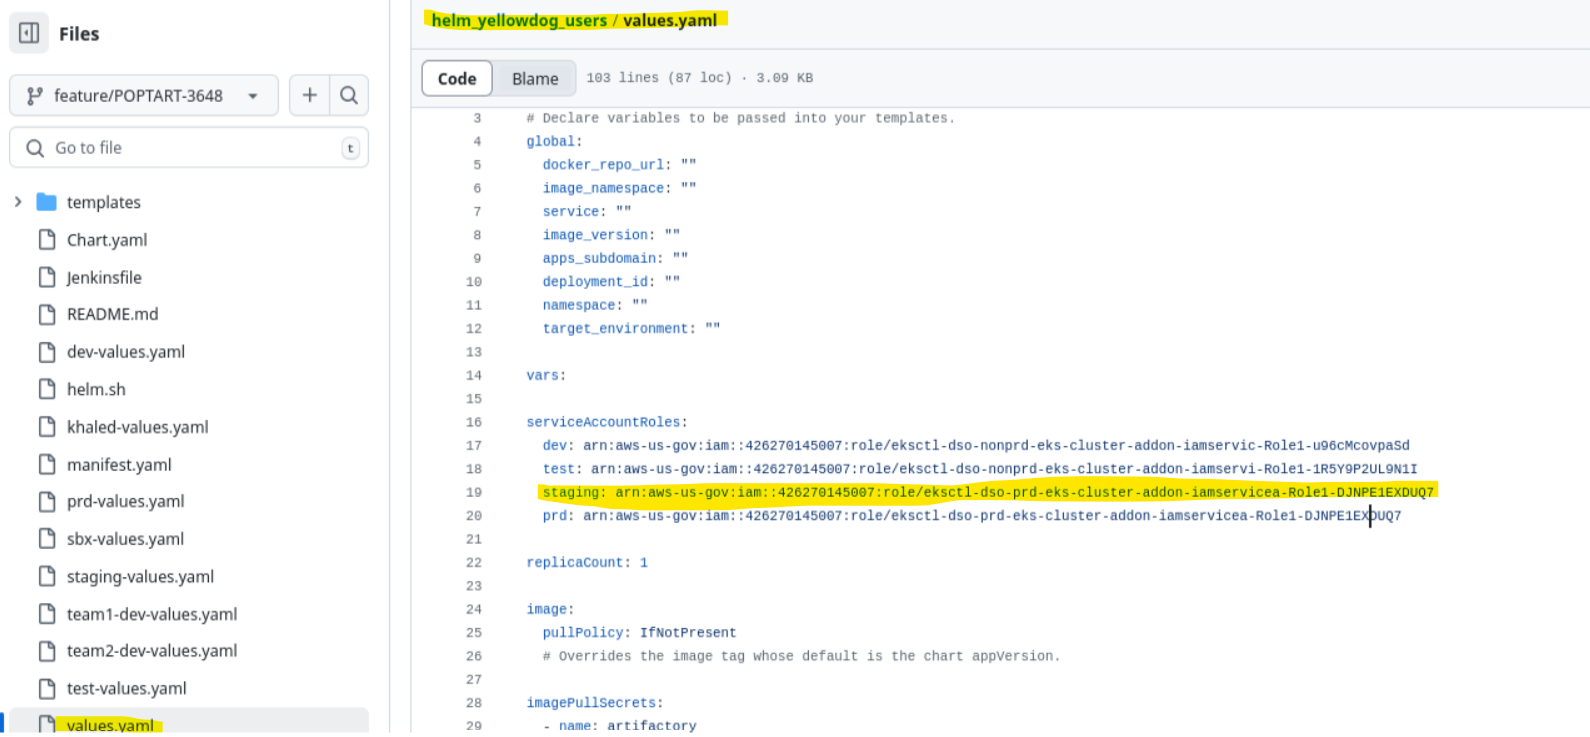 Files
feature/POPTART-3648
Go to file
t
templates
Chart.yaml
Jenkinsfile
README.md
dev-values.yaml
helm.sh
khaled-values.yaml
manifest.yaml
prd-values.yaml
sbx-values.yaml
staging-values.yaml
team1-dev-values.yaml
team2-dev-values.yaml
test-values.yaml
values.yaml
helm_yellowdog_users / values.yaml
Code Blame 103 lines (87 loc) · 3.09 KB
3 # Declare variables to be passed into your templates.
4 global:
5 docker_repo_url: ""
6 image_namespace: ""
7 service: ""
8 image_version: ""
9 apps_subdomain: ""
10 deployment_id: ""
11 namespace: ""
12 target_environment: ""
13
14 vars:
15
16 serviceAccountRoles:
17 dev: arn:aws-us-gov:iam::426270145007:role/eksctl-dso-nonprd-eks-cluster-addon-iamservic-Role1-u96cMcovpaSd
18 test: arn:aws-us-gov:iam::426270145007:role/eksctl-dso-nonprd-eks-cluster-addon-iamservi-Role1-1R5Y9P2UL9N1I
19 staging: arn:aws-us-gov:iam::426270145007:role/eksctl-dso-prd-eks-cluster-addon-iamservicea-Role1-DJNPE1EXDUQ7
20 prd: arn:aws-us-gov:iam::426270145007:role/eksctl-dso-prd-eks-cluster-addon-iamservicea-Role1-DJNPE1EXDUQ7
21
22 replicaCount: 1
23
24 image:
25 pullPolicy: IfNotPresent
26 # Overrides the image tag whose default is the chart appVersion.
27
28 imagePullSecrets:
29 - name: artifactory